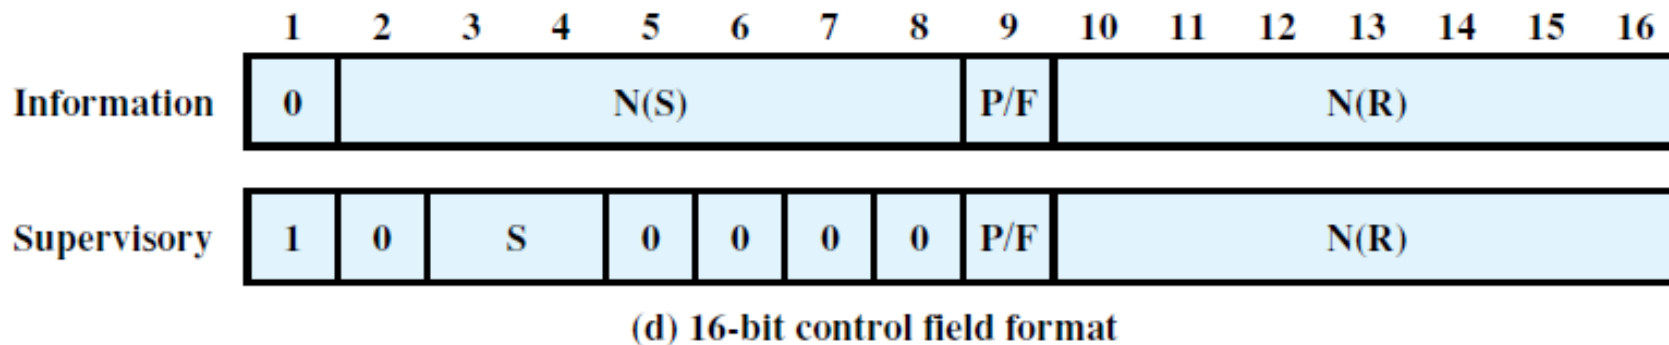 1 2 3 4 5 6 7 8 9 10 11 12 13 14 15 16
Information 0 N(S) P/F N(R)
Supervisory 1 0 S 0 0 0 0 P/F N(R)
(d) 16-bit control field format